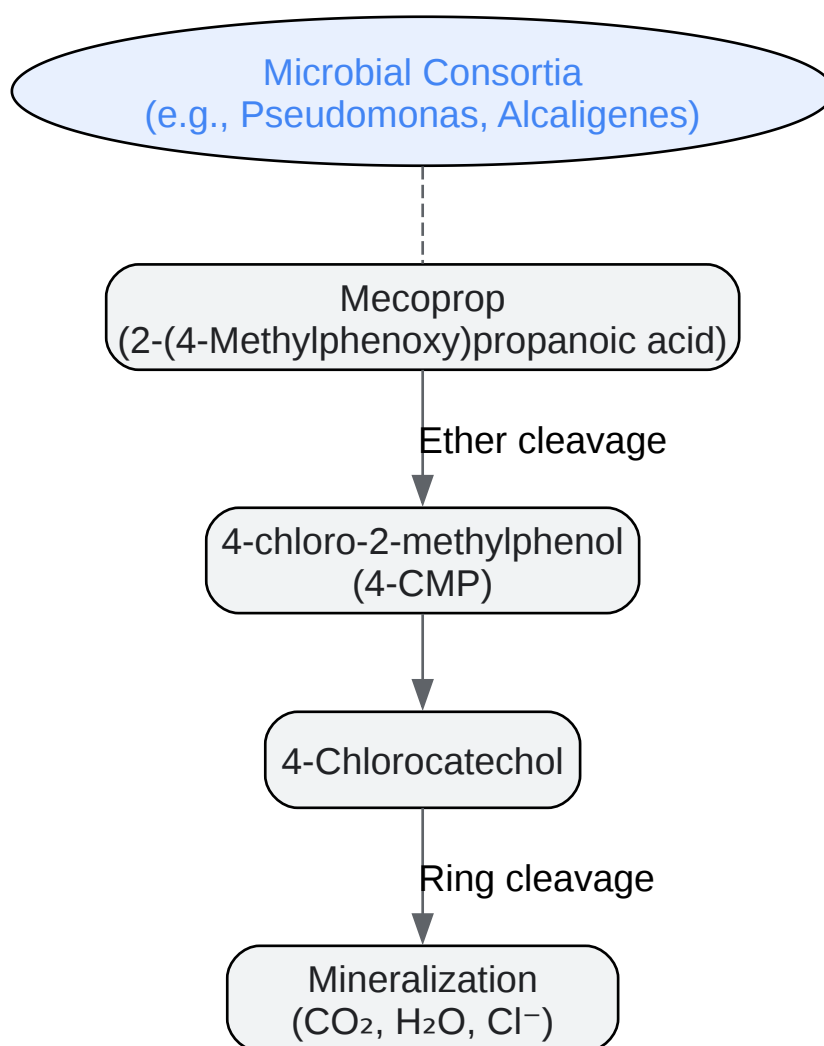 Microbial Consortia
(e.g., Pseudomonas, Alcaligenes)
Mecoprop
(2-(4-Methylphenoxy)propanoic acid)
Ether cleavage
4-chloro-2-methylphenol
(4-CMP)
4-Chlorocatechol
Ring cleavage
Mineralization
(CO₂, H₂O, Cl⁻)